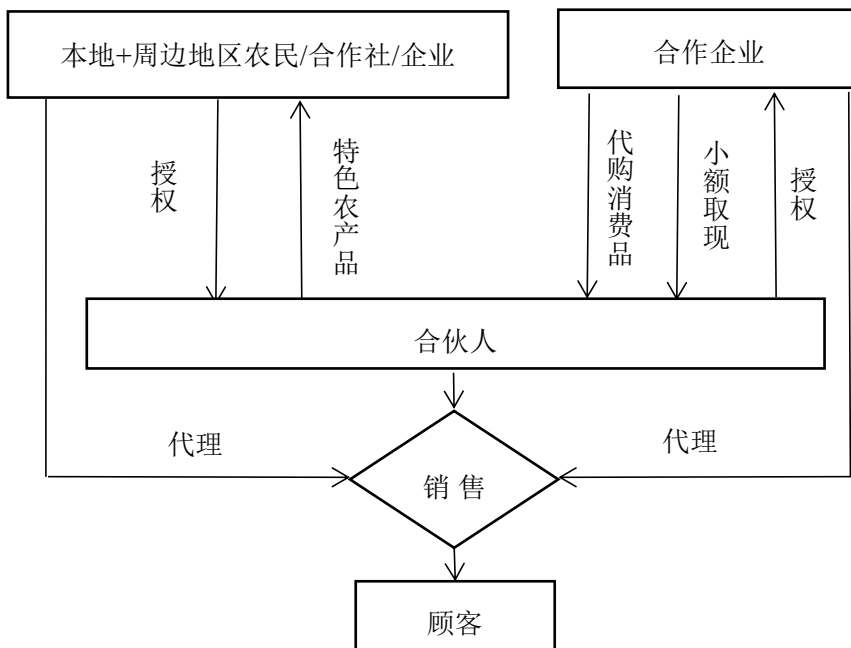 本地+周边地区农民/合作社/企业
合作企业
授权
特色农产品
代购消费品
小额取现
授权
合伙人
代理
代理
销 售
顾客